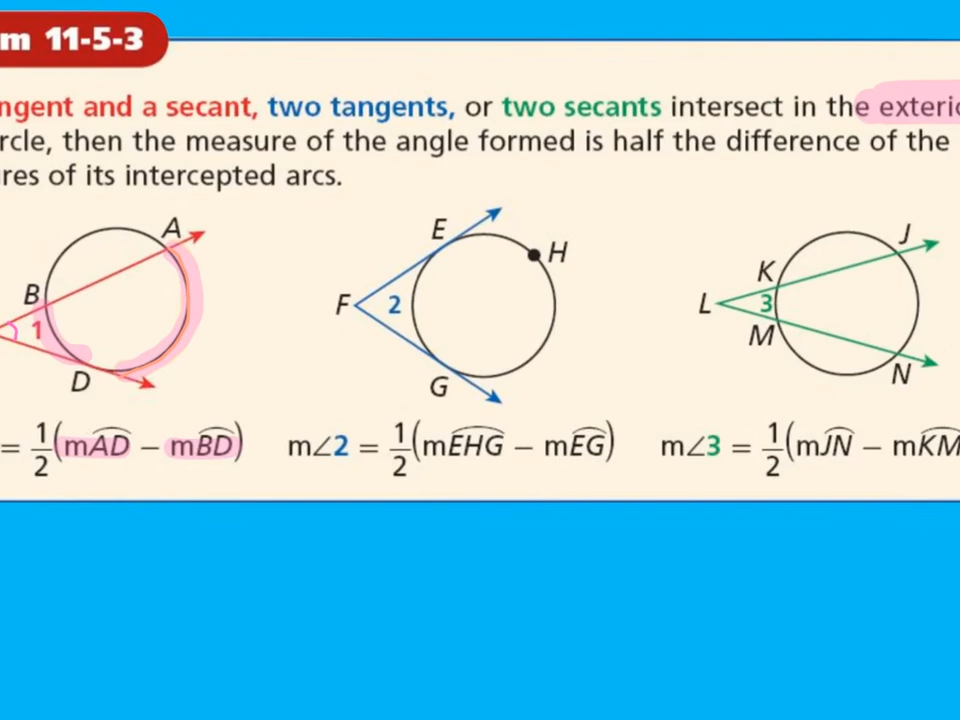 m 11-5-3
ngent and a secant, two tangents, or two secants intersect in the exterio
rcle, then the measure of the angle formed is half the difference of the
res of its intercepted arcs.
A
B
1
D
E
H
F
2
G
J
K
L
3
M
N
= 1/2(mAD – mBD)
m∠2 = 1/2(mEHG – mEG)
m∠3 = 1/2(mJN – mKM